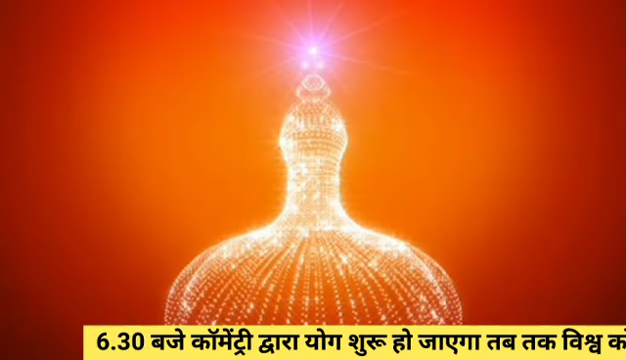 6.30 बजे कॉमेंट्री द्वारा योग शुरू हो जाएगा तब तक विश्व को